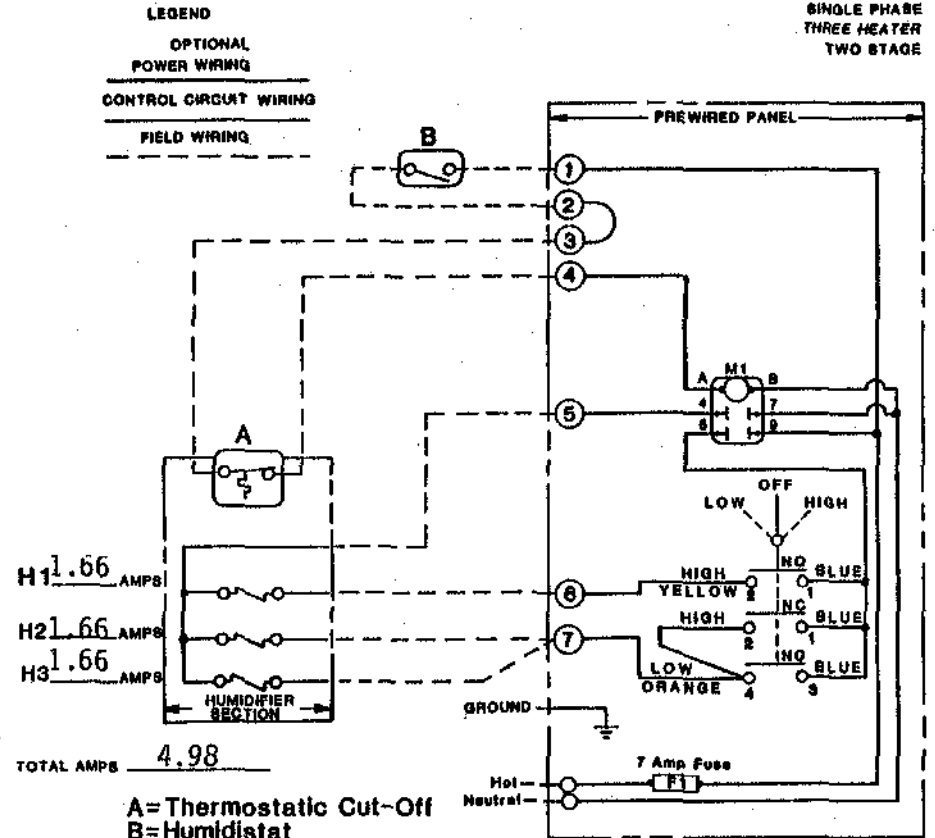 LEGEND
OPTIONAL
POWER WIRING
CONTROL CIRCUIT WIRING
FIELD WIRING
SINGLE PHASE
THREE HEATER
TWO STAGE
PREWIRED PANEL
B
1
2
3
4
M1
A B
4 7
6 9
5
A
OFF
LOW HIGH
H1 1.66 AMPS
6
HIGH NO BLUE
YELLOW 2 1
H2 1.66 AMPS
7
HIGH NC BLUE
2 1
H3 1.66 AMPS
LOW NO BLUE
ORANGE 4 3
HUMIDIFIER
SECTION
GROUND
TOTAL AMPS 4.98
7 Amp Fuse
Hot F1
Neutral
A=Thermostatic Cut-Off
B=Humidistat